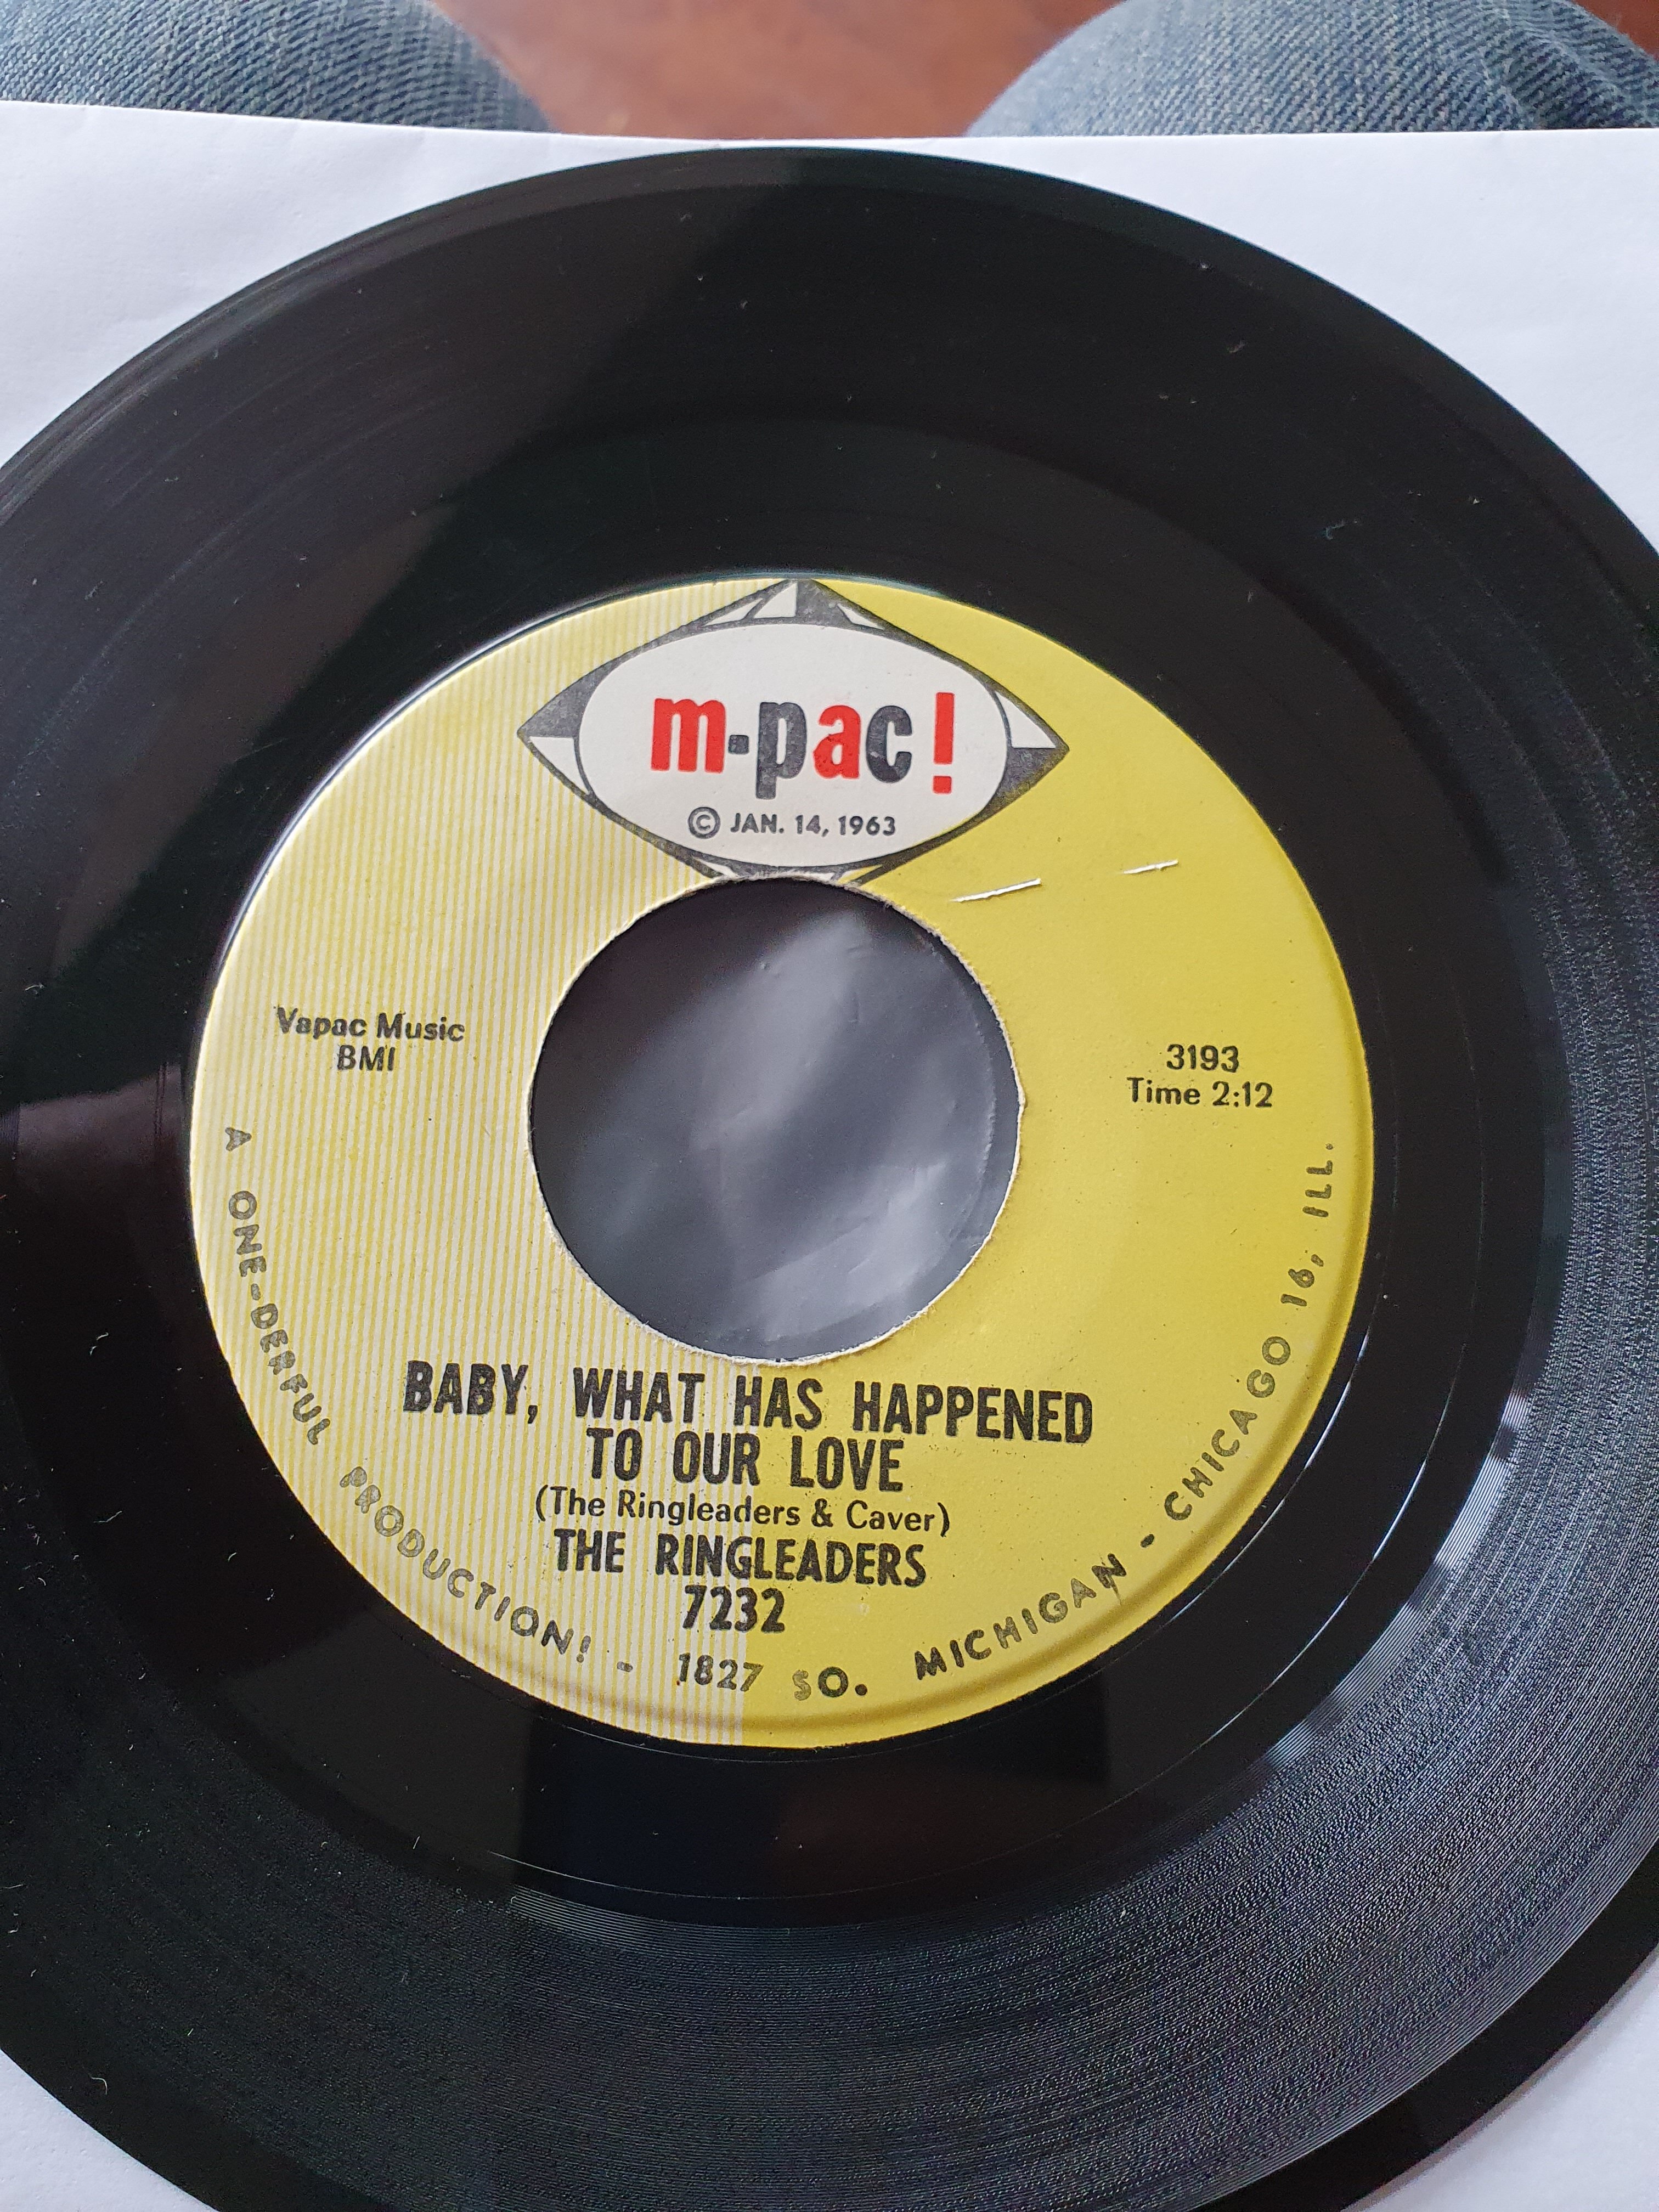 m-pac!
© JAN. 14, 1963
Vapac Music
BMI
3193
Time 2:12
BABY, WHAT HAS HAPPENED
TO OUR LOVE
(The Ringleaders & Caver)
THE RINGLEADERS
7232
A ONE-DERFUL PRODUCTION! - 1827 SO. MICHIGAN - CHICAGO 16, ILL.